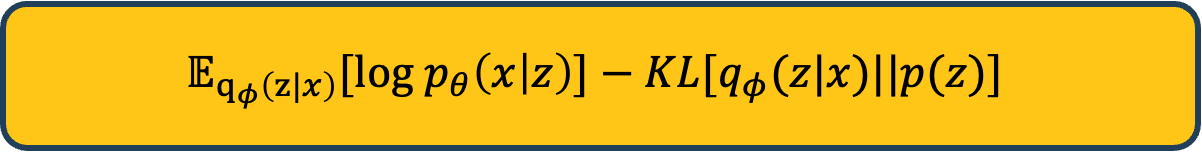 𝔼_{q_ϕ(z|x)}[log p_θ(x|z)] − KL[q_ϕ(z|x)||p(z)]